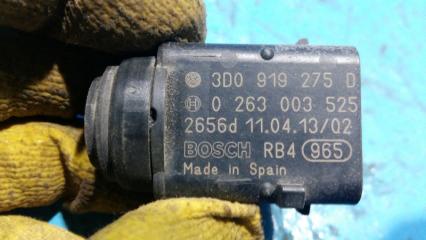 3D0 919 275 D
0 263 003 525
2656d 11.04.13/02
BOSCH RB4 965
Made in Spain